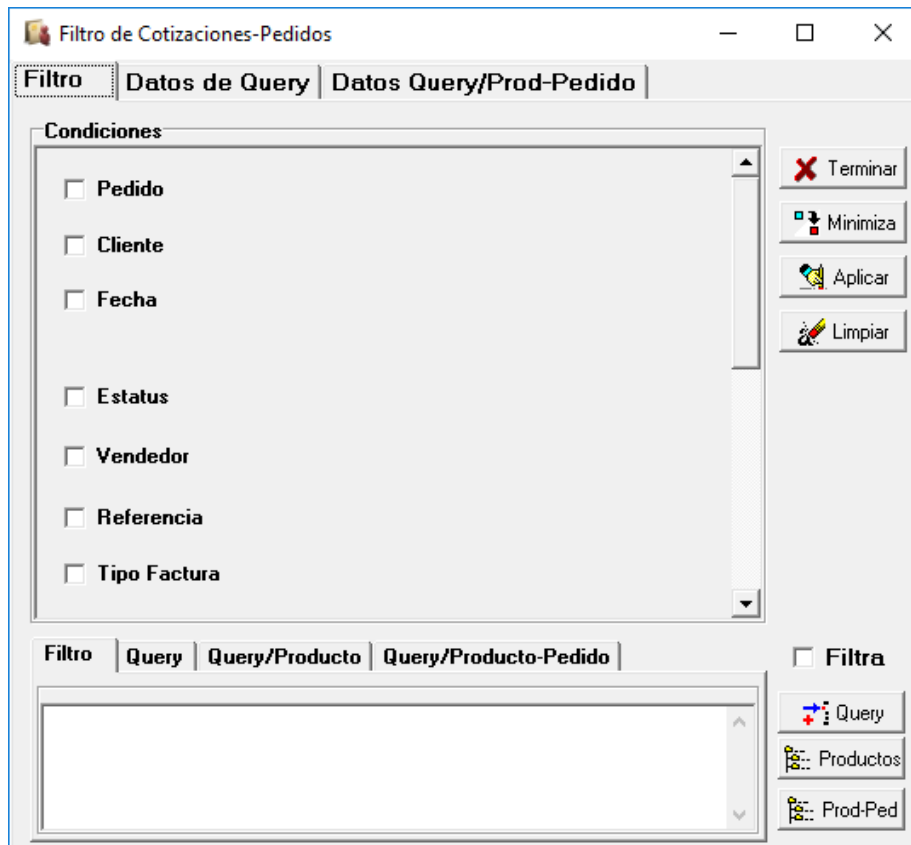 Filtro de Cotizaciones-Pedidos
Filtro Datos de Query Datos Query/Prod-Pedido
Condiciones
Pedido
Cliente
Fecha
Estatus
Vendedor
Referencia
Tipo Factura
Terminar
Minimiza
Aplicar
Limpiar
Filtro Query Query/Producto Query/Producto-Pedido
Filtra
Query
Productos
Prod-Ped